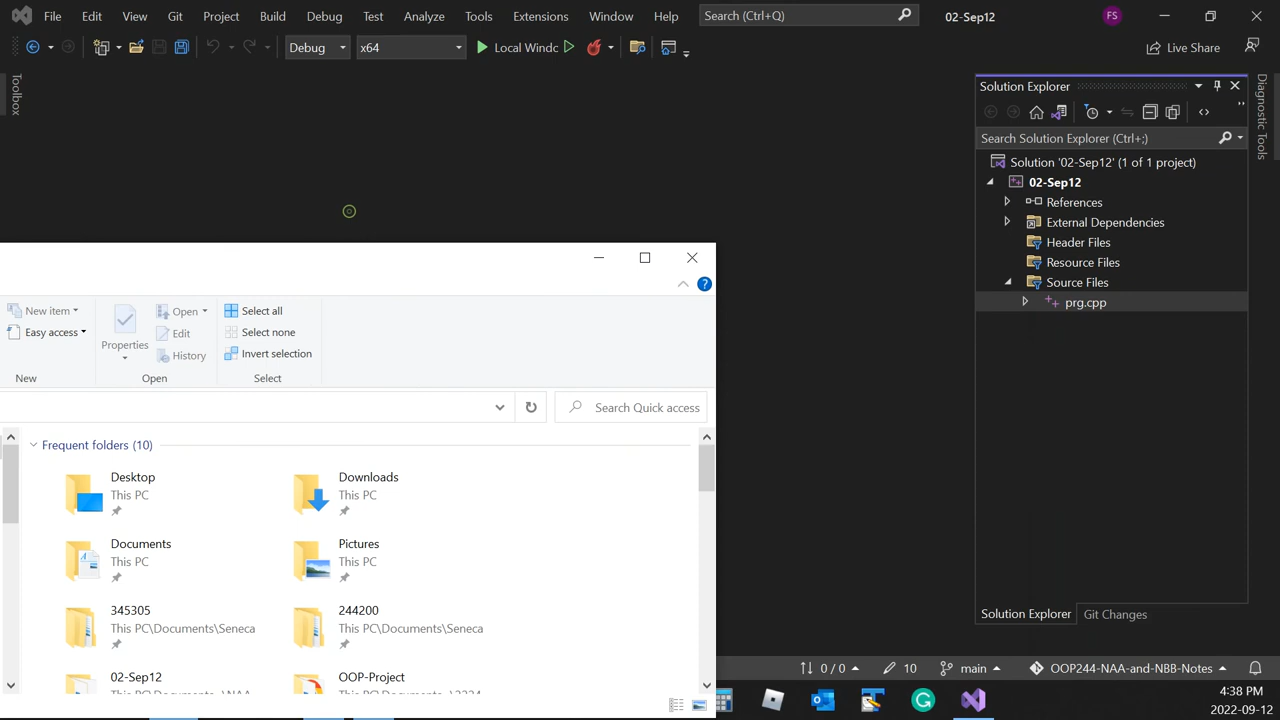 File Edit View Git Project Build Debug Test Analyze Tools Extensions Window Help Search (Ctrl+Q) 02-Sep12 FS
Debug x64 Local Windc Live Share
Toolbox
Solution Explorer
Search Solution Explorer (Ctrl+;)
Solution '02-Sep12' (1 of 1 project)
02-Sep12
References
External Dependencies
Header Files
Resource Files
Source Files
prg.cpp
Solution Explorer Git Changes
Diagnostic Tools
New item
Easy access
New
Properties
Open
Edit
History
Open
Select all
Select none
Invert selection
Select
Search Quick access
Frequent folders (10)
Desktop
This PC
Downloads
This PC
Documents
This PC
Pictures
This PC
345305
This PC\Documents\Seneca
244200
This PC\Documents\Seneca
02-Sep12
OOP-Project
0 / 0 10 main OOP244-NAA-and-NBB-Notes
4:38 PM
2022-09-12